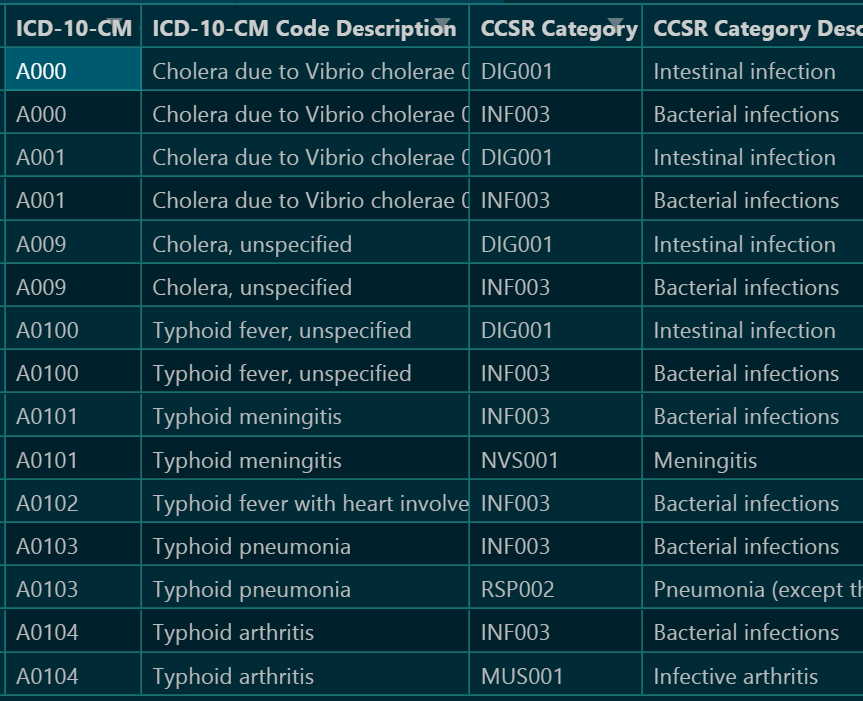 ICD-10-CM ICD-10-CM Code Description CCSR Category CCSR Category Desc
A000 Cholera due to Vibrio cholerae 0 DIG001 Intestinal infection
A000 Cholera due to Vibrio cholerae 0 INF003 Bacterial infections
A001 Cholera due to Vibrio cholerae 0 DIG001 Intestinal infection
A001 Cholera due to Vibrio cholerae 0 INF003 Bacterial infections
A009 Cholera, unspecified DIG001 Intestinal infection
A009 Cholera, unspecified INF003 Bacterial infections
A0100 Typhoid fever, unspecified DIG001 Intestinal infection
A0100 Typhoid fever, unspecified INF003 Bacterial infections
A0101 Typhoid meningitis INF003 Bacterial infections
A0101 Typhoid meningitis NVS001 Meningitis
A0102 Typhoid fever with heart involve INF003 Bacterial infections
A0103 Typhoid pneumonia INF003 Bacterial infections
A0103 Typhoid pneumonia RSP002 Pneumonia (except th
A0104 Typhoid arthritis INF003 Bacterial infections
A0104 Typhoid arthritis MUS001 Infective arthritis